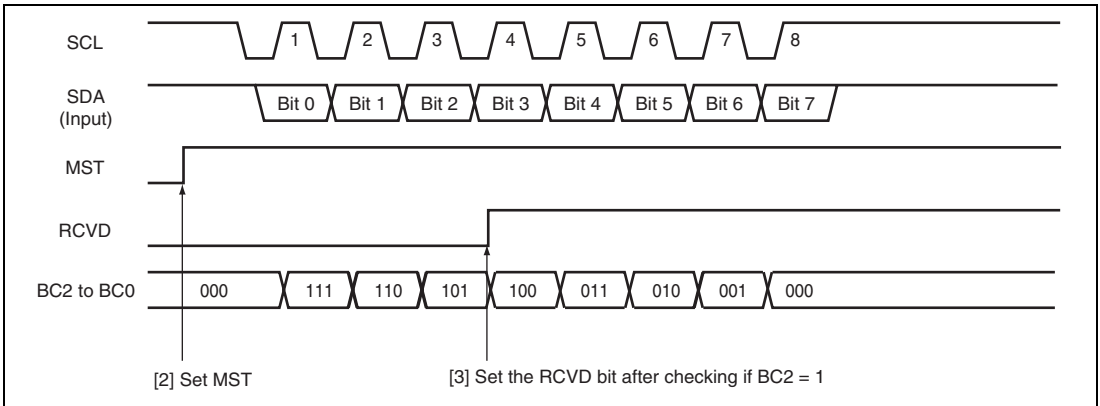 SCL 1 2 3 4 5 6 7 8
SDA (Input) Bit 0 Bit 1 Bit 2 Bit 3 Bit 4 Bit 5 Bit 6 Bit 7
MST
RCVD
BC2 to BC0 000 111 110 101 100 011 010 001 000
[2] Set MST [3] Set the RCVD bit after checking if BC2 = 1